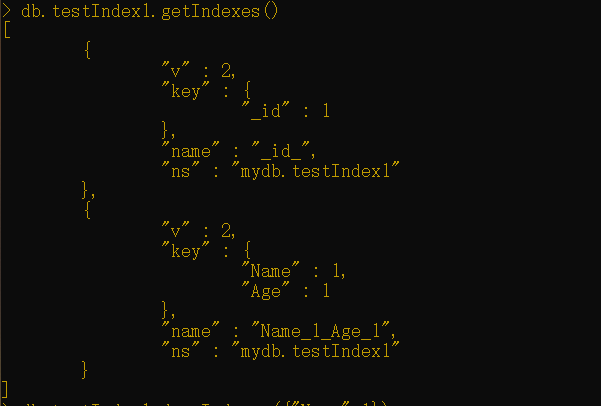 > db.testIndex1.getIndexes()
[
        {
                "v" : 2,
                "key" : {
                        "_id" : 1
                },
                "name" : "_id_",
                "ns" : "mydb.testIndex1"
        },
        {
                "v" : 2,
                "key" : {
                        "Name" : 1,
                        "Age" : 1
                },
                "name" : "Name_1_Age_1",
                "ns" : "mydb.testIndex1"
        }
]